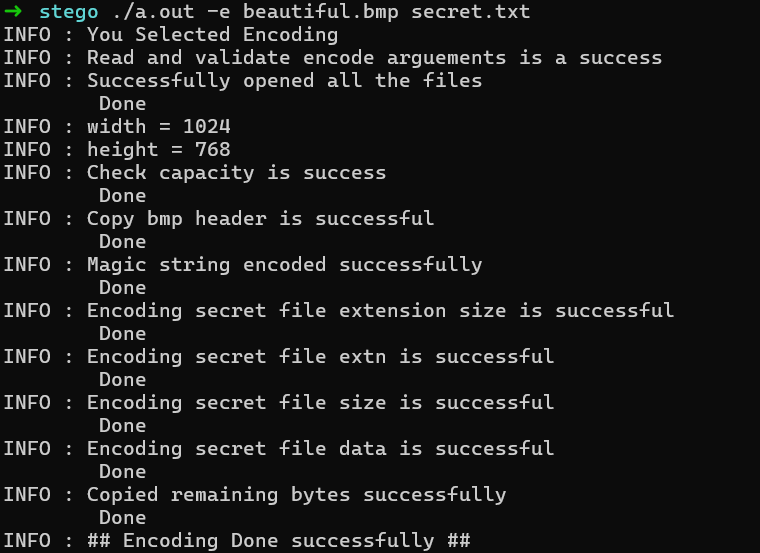 ➜ stego ./a.out -e beautiful.bmp secret.txt
INFO : You Selected Encoding
INFO : Read and validate encode arguements is a success
INFO : Successfully opened all the files
Done
INFO : width = 1024
INFO : height = 768
INFO : Check capacity is success
Done
INFO : Copy bmp header is successful
Done
INFO : Magic string encoded successfully
Done
INFO : Encoding secret file extension size is successful
Done
INFO : Encoding secret file extn is successful
Done
INFO : Encoding secret file size is successful
Done
INFO : Encoding secret file data is successful
Done
INFO : Copied remaining bytes successfully
Done
INFO : ## Encoding Done successfully ##